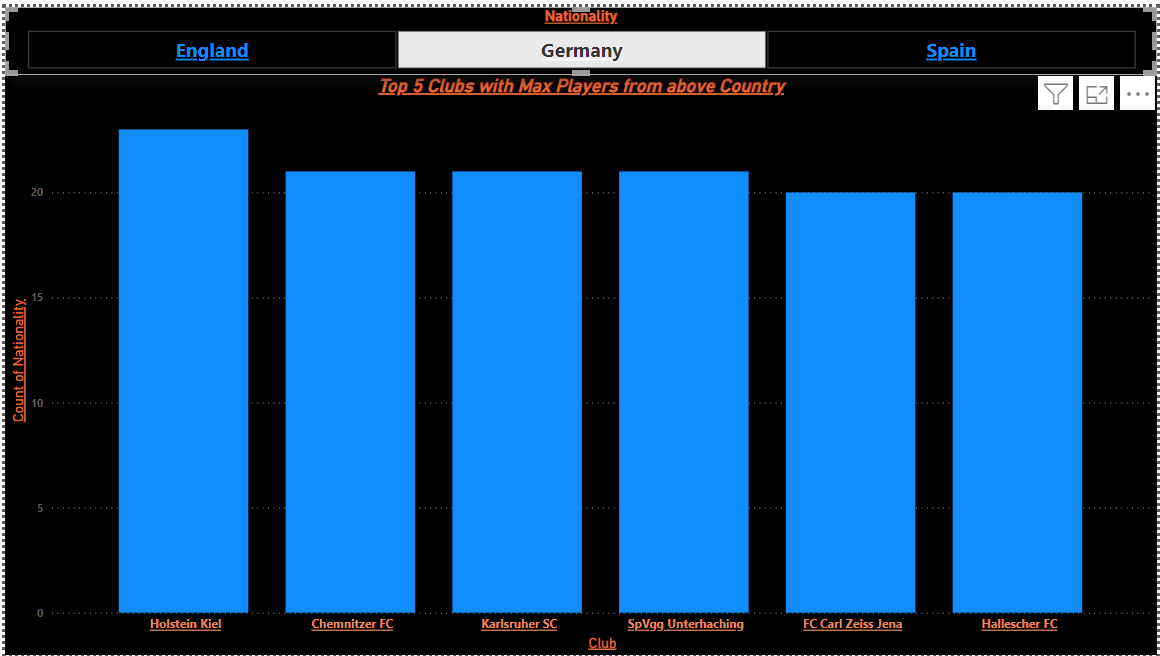 Nationality
England Germany Spain
Top 5 Clubs with Max Players from above Country
Count of Nationality
20
15
10
5
0
Holstein Kiel Chemnitzer FC Karlsruher SC SpVgg Unterhaching FC Carl Zeiss Jena Hallescher FC
Club